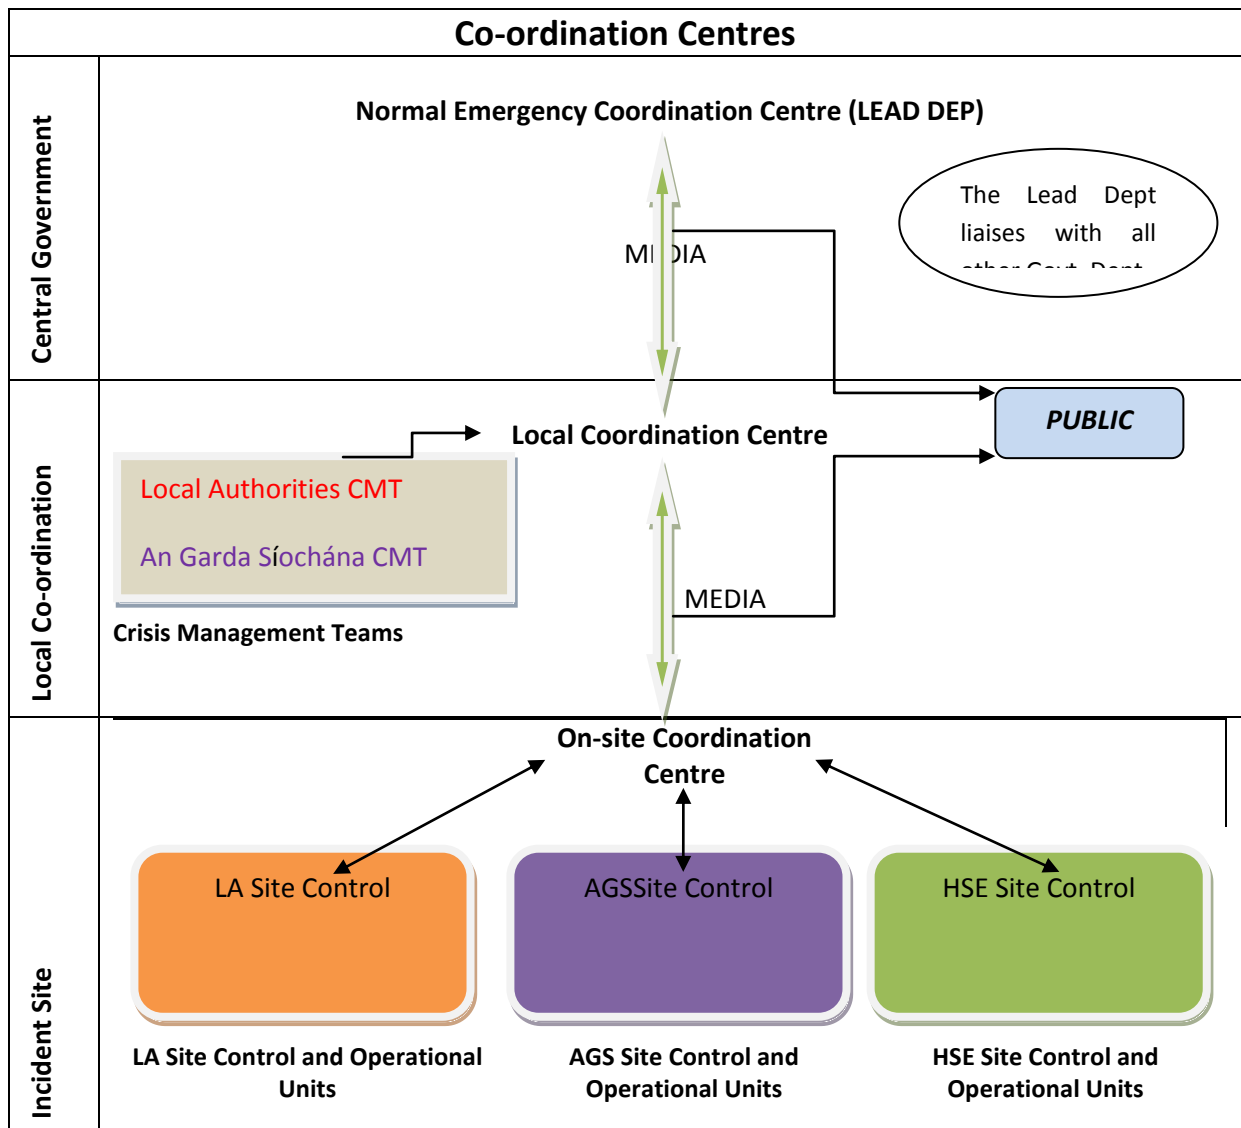 Co-ordination Centres
Central Government
Normal Emergency Coordination Centre (LEAD DEP)
The Lead Dept
liaises with all
other Govt. Dept
MEDIA
PUBLIC
Local Co-ordination
Local Coordination Centre
Local Authorities CMT
An Garda Síochána CMT
Crisis Management Teams
MEDIA
Incident Site
On-site Coordination
Centre
LA Site Control
AGSSite Control
HSE Site Control
LA Site Control and Operational
Units
AGS Site Control and
Operational Units
HSE Site Control and
Operational Units